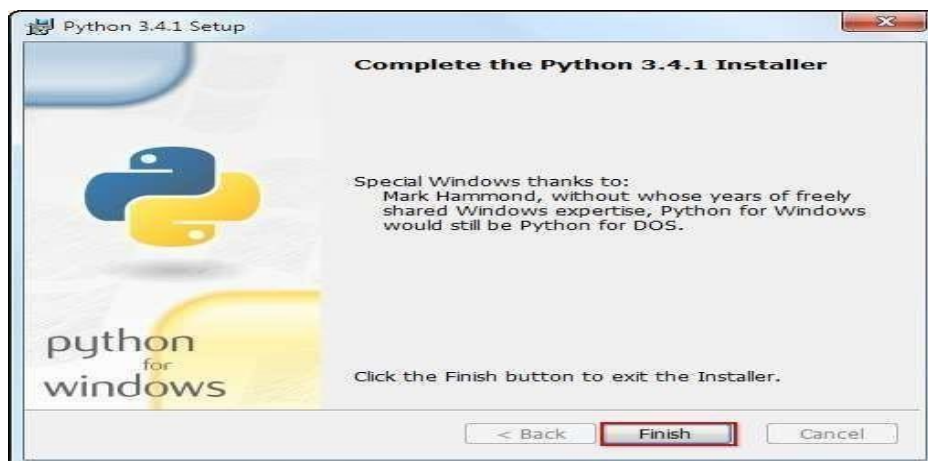 Python 3.4.1 Setup
Complete the Python 3.4.1 Installer
Special Windows thanks to:
Mark Hammond, without whose years of freely
shared Windows expertise, Python for Windows
would still be Python for DOS.
python
for
windows
Click the Finish button to exit the Installer.
< Back
Finish
Cancel